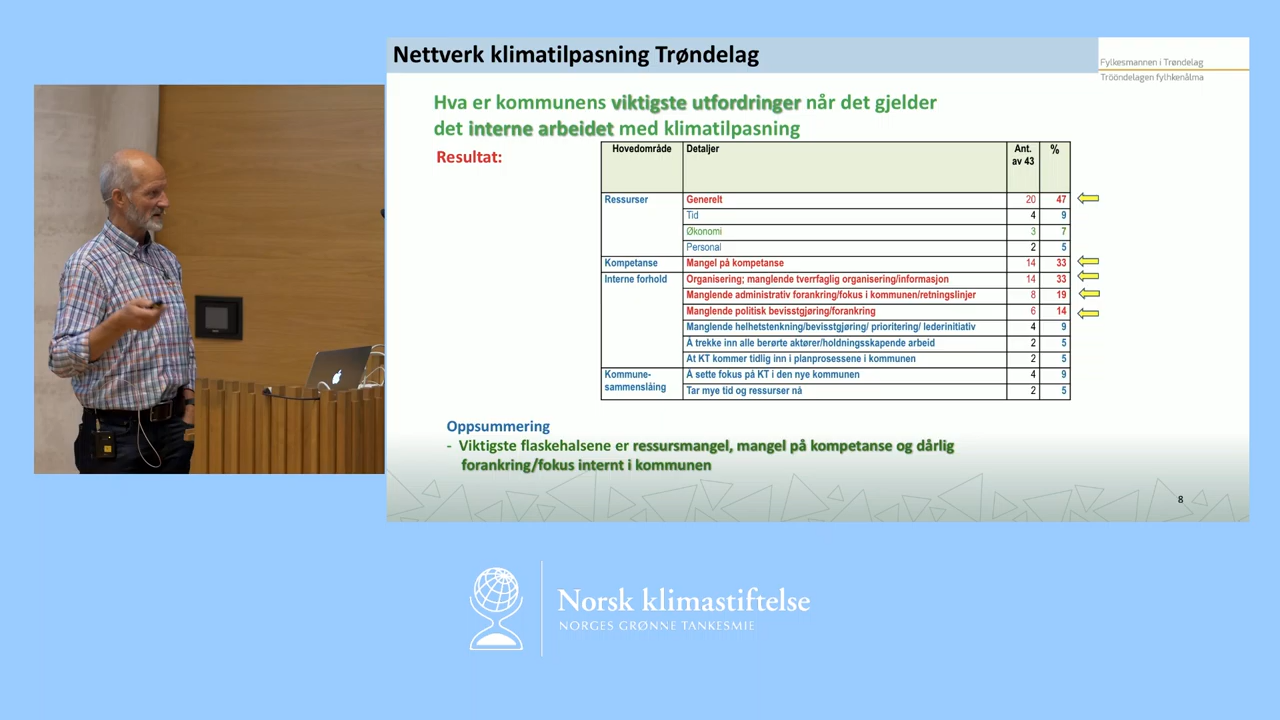 Nettverk klimatilpasning Trøndelag
Fylkesmannen i Trøndelag
Trööndelagen fylhkenålma
Hva er kommunens viktigste utfordringer når det gjelder
det interne arbeidet med klimatilpasning
Resultat:
Hovedområde Detaljer Ant. av 43 %
Ressurser Generelt 20 47
Tid 4 9
Økonomi 3 7
Personal 2 5
Kompetanse Mangel på kompetanse 14 33
Interne forhold Organisering; manglende tverrfaglig organisering/informasjon 14 33
Manglende administrativ forankring/fokus i kommunen/retningslinjer 8 19
Manglende politisk bevisstgjøring/forankring 6 14
Manglende helhetstenkning/bevisstgjøring/ prioritering/ lederinitiativ 4 9
Å trekke inn alle berørte aktører/holdningsskapende arbeid 2 5
At KT kommer tidlig inn i planprosessene i kommunen 2 5
Kommune-sammenslåing Å sette fokus på KT i den nye kommunen 4 9
Tar mye tid og ressurser nå 2 5
Oppsummering
- Viktigste flaskehalsene er ressursmangel, mangel på kompetanse og dårlig
forankring/fokus internt i kommunen
8
Norsk klimastiftelse
NORGES GRØNNE TANKESMIE